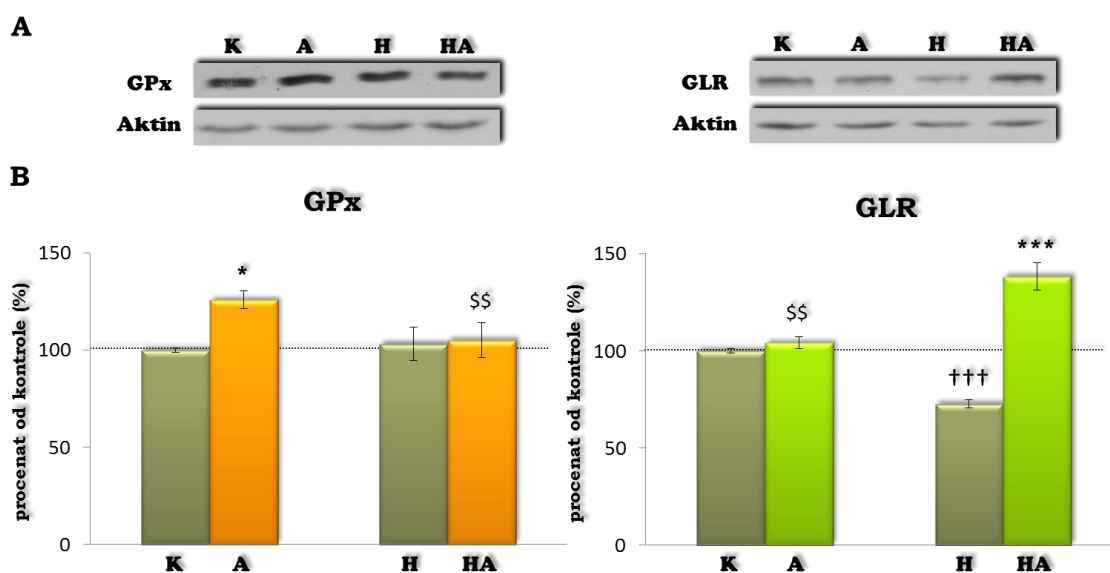 A
K A H HA
GPx
Aktin
K A H HA
GLR
Aktin
B
GPx
procenat od kontrole (%)
150
100
50
0
*
$$
K A H HA
GLR
procenat od kontrole (%)
150
100
50
0
$$
†††
***
K A H HA